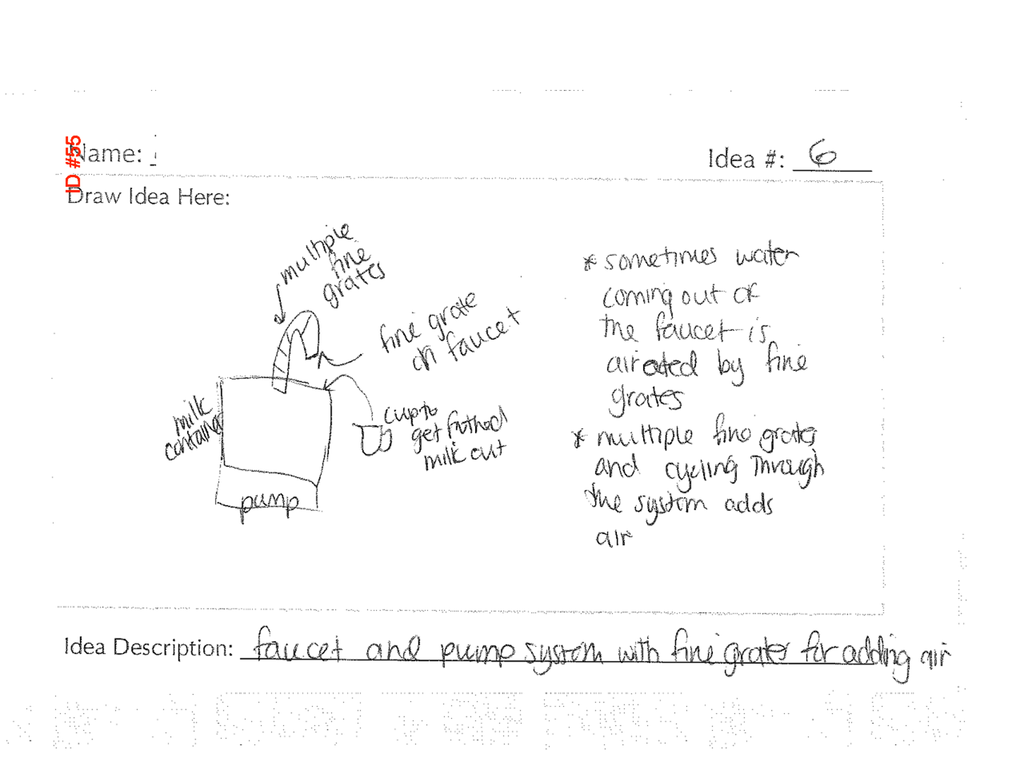 ID #55
Name:
Idea #: 6
Draw Idea Here:
multiple
fine
grates
fine grate
on faucet
milk
container
cup to
get frothed
milk out
pump
* sometimes water
coming out of
the faucet is
airated by fine
grates
* multiple fine grates
and cycling through
the system adds
air
Idea Description: faucet and pump system with fine grates for adding air